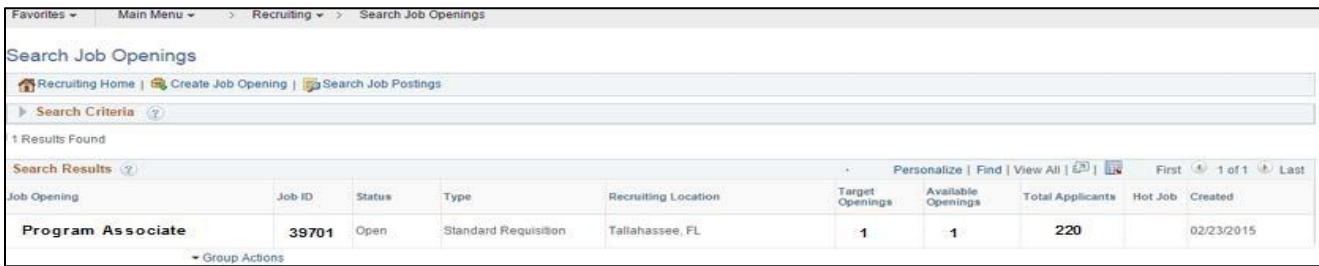 Favorites Main Menu > Recruiting > Search Job Openings
Search Job Openings
Recruiting Home | Create Job Opening | Search Job Postings
Search Criteria ?
1 Results Found
Search Results ? Personalize | Find | View All | | First 1 of 1 Last
Job Opening Job ID Status Type Recruiting Location Target Openings Available Openings Total Applicants Hot Job Created
Program Associate 39701 Open Standard Requisition Tallahassee, FL 1 1 220 02/23/2015
Group Actions